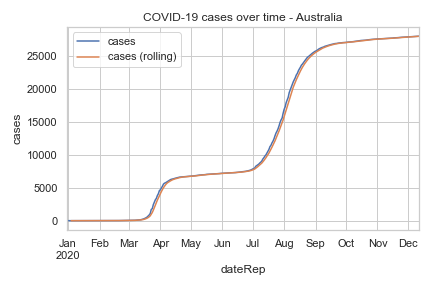 COVID-19 cases over time - Australia
cases
cases (rolling)
25000
20000
15000
10000
5000
0
cases
Jan Feb Mar Apr May Jun Jul Aug Sep Oct Nov Dec
2020
dateRep